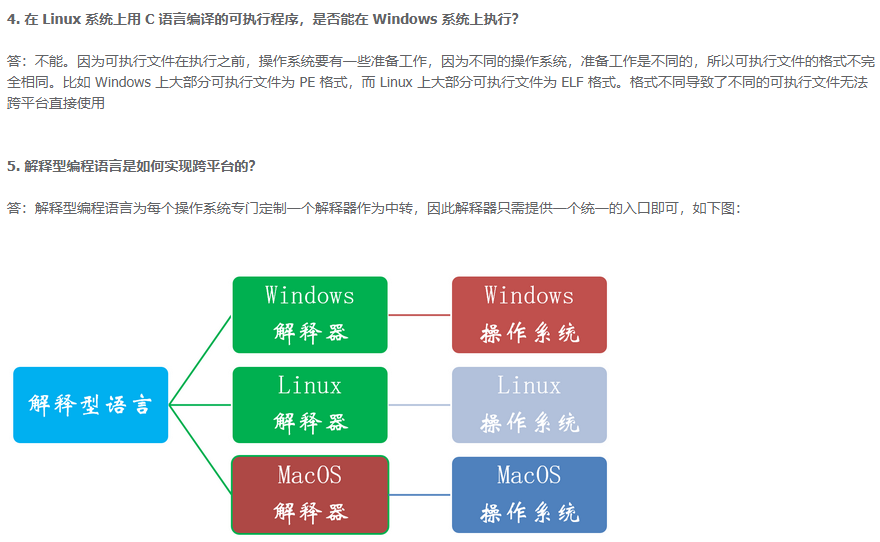 4. 在 Linux 系统上用 C 语言编译的可执行程序，是否能在 Windows 系统上执行？
答：不能。因为可执行文件在执行之前，操作系统要有一些准备工作，因为不同的操作系统，准备工作是不同的，所以可执行文件的格式不完
全相同。比如 Windows 上大部分可执行文件为 PE 格式，而 Linux 上大部分可执行文件为 ELF 格式。格式不同导致了不同的可执行文件无法
跨平台直接使用
5. 解释型编程语言是如何实现跨平台的？
答：解释型编程语言为每个操作系统专门定制一个解释器作为中转，因此解释器只需提供一个统一的入口即可，如下图：
解释型语言
Windows
解释器
Windows
操作系统
Linux
解释器
Linux
操作系统
MacOS
解释器
MacOS
操作系统